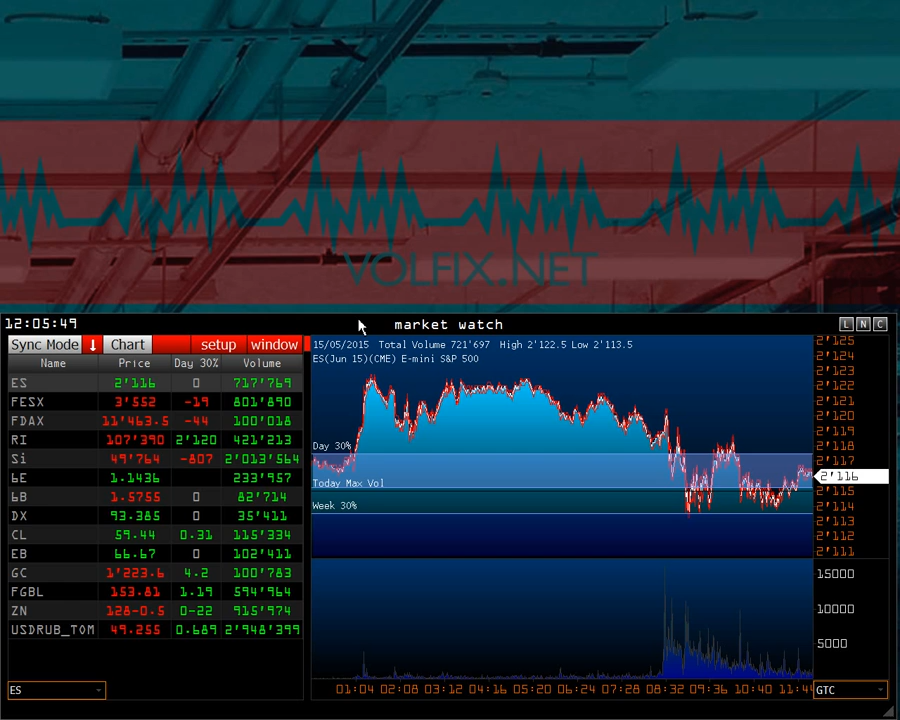 VOLFIX.NET
12:05:49 market watch L N C
Sync Mode ↓ Chart setup window
Name Price Day 30% Volume
ES 2'116 0 717'769
FESX 3'552 -19 801'890
FDAX 11'463.5 -44 100'018
RI 107'390 2'120 421'213
Si 49'764 -807 2'013'564
6E 1.1436 233'957
6B 1.5755 0 82'714
DX 93.385 0 35'411
CL 59.44 0.31 115'334
EB 66.67 0 102'411
GC 1'223.6 4.2 100'783
FGBL 153.81 1.19 594'964
ZN 128-0.5 0-22 915'974
USDRUB_TOM 49.255 0.689 2'948'399
ES
15/05/2015 Total Volume 721'697 High 2'122.5 Low 2'113.5
ES(Jun 15)(CME) E-mini S&P 500
Day 30%
Today Max Vol
Week 30%
2'125
2'124
2'123
2'122
2'121
2'120
2'119
2'118
2'117
2'116
2'115
2'114
2'113
2'112
2'111
15000
10000
5000
01:04 02:08 03:12 04:16 05:20 06:24 07:28 08:32 09:36 10:40 11:44
GTC